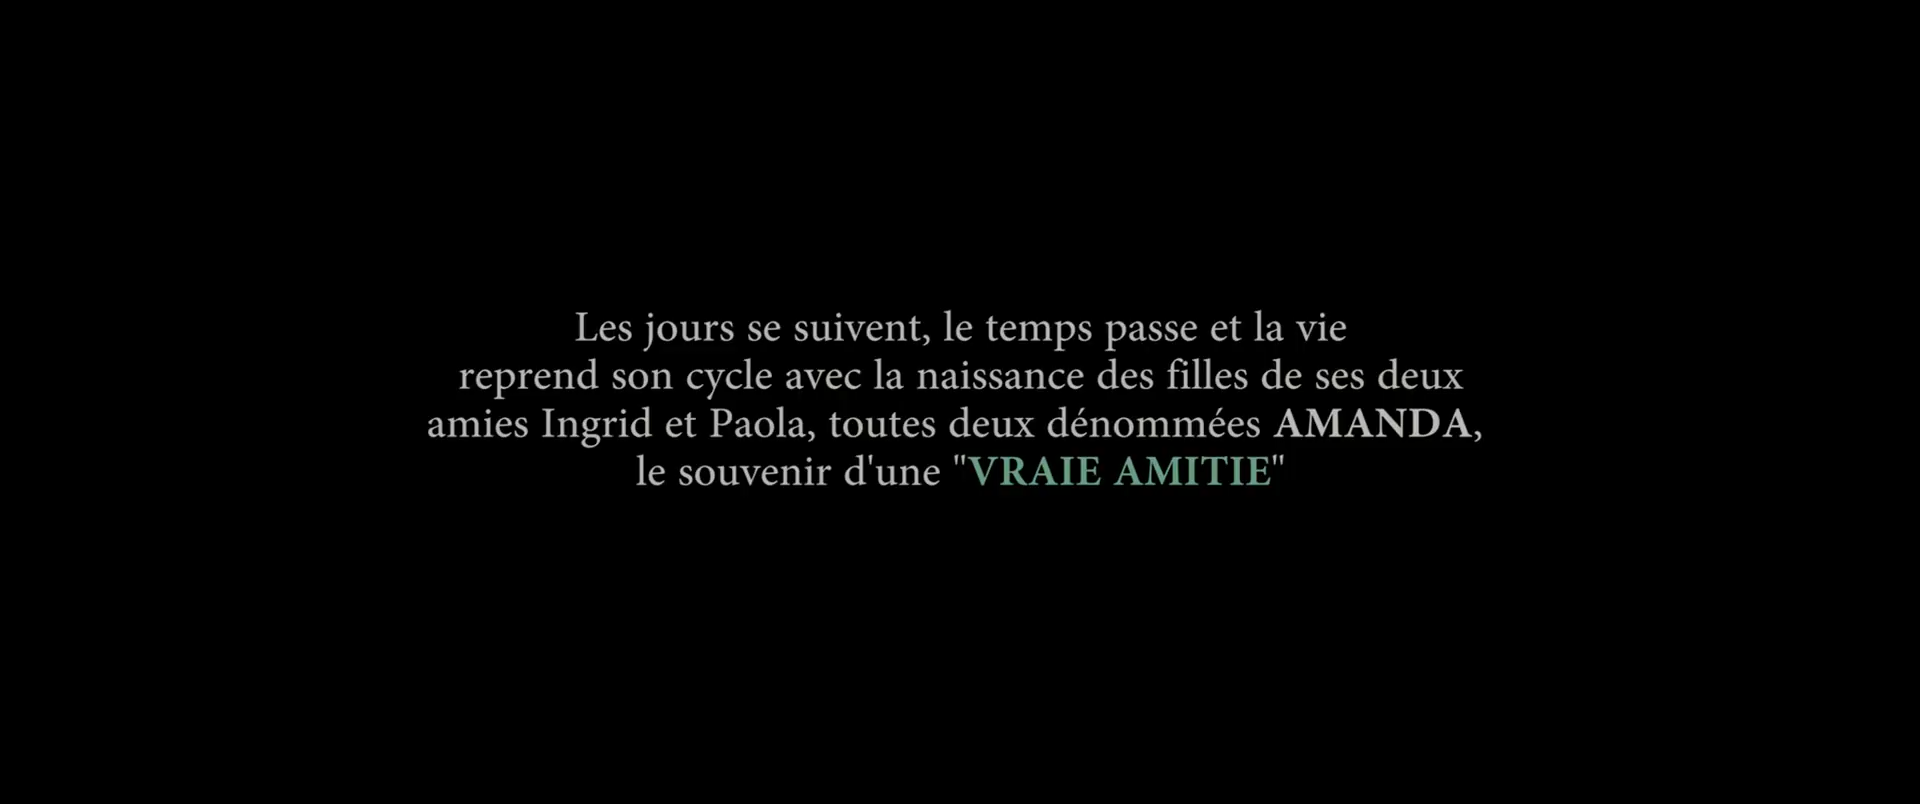 Les jours se suivent, le temps passe et la vie
reprend son cycle avec la naissance des filles de ses deux
amies Ingrid et Paola, toutes deux dénommées AMANDA,
le souvenir d'une "VRAIE AMITIE"